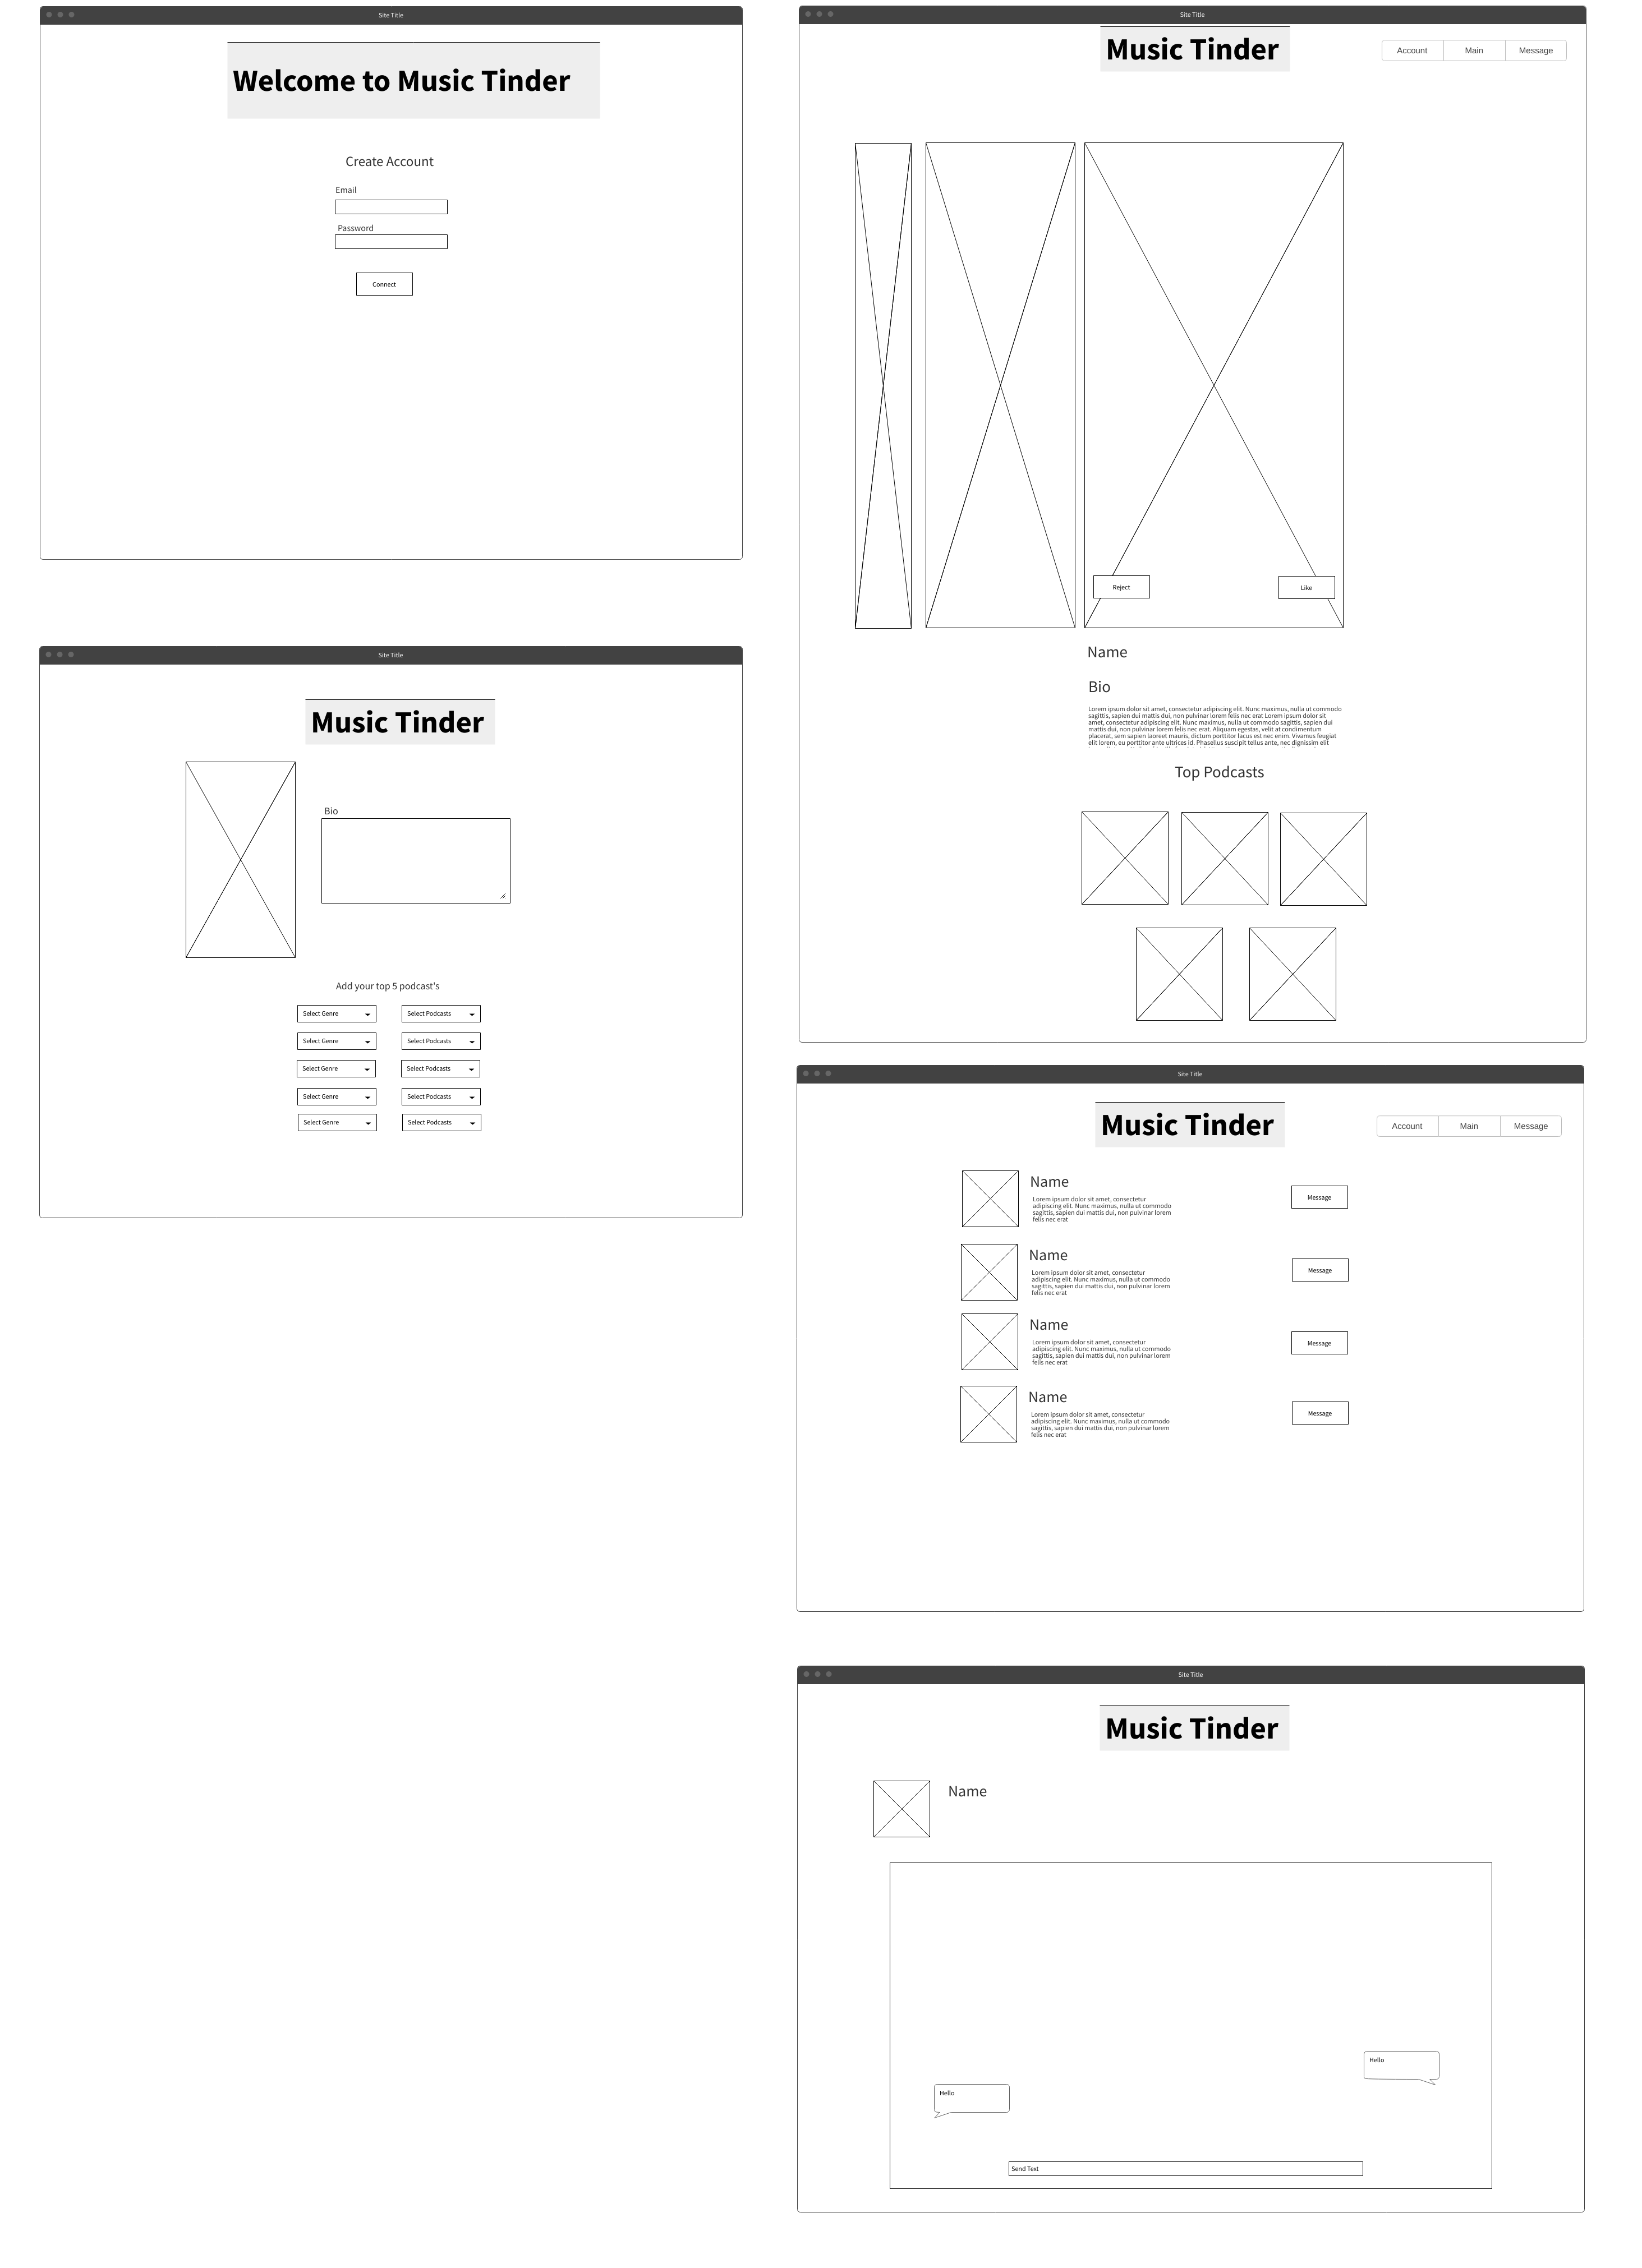 Site Title
Welcome to Music Tinder
Create Account
Email
Password
Connect
Site Title
Music Tinder
Bio
Add your top 5 podcast's
Select Genre
Select Podcasts
Select Genre
Select Podcasts
Select Genre
Select Podcasts
Select Genre
Select Podcasts
Select Genre
Select Podcasts
Site Title
Music Tinder
Account
Main
Message
Reject
Like
Name
Bio
Lorem ipsum dolor sit amet, consectetur adipiscing elit. Nunc maximus, nulla ut commodo
sagittis, sapien dui mattis dui, non pulvinar lorem felis nec erat Lorem ipsum dolor sit
amet, consectetur adipiscing elit. Nunc maximus, nulla ut commodo sagittis, sapien dui
mattis dui, non pulvinar lorem felis nec erat. Aliquam egestas, velit at condimentum
placerat, sem sapien laoreet mauris, dictum porttitor lacus est nec enim. Vivamus feugiat
elit lorem, eu porttitor ante ultrices id. Phasellus suscipit tellus ante, nec dignissim elit
Top Podcasts
Site Title
Music Tinder
Account
Main
Message
Name
Lorem ipsum dolor sit amet, consectetur
adipiscing elit. Nunc maximus, nulla ut commodo
sagittis, sapien dui mattis dui, non pulvinar lorem
felis nec erat
Message
Name
Lorem ipsum dolor sit amet, consectetur
adipiscing elit. Nunc maximus, nulla ut commodo
sagittis, sapien dui mattis dui, non pulvinar lorem
felis nec erat
Message
Name
Lorem ipsum dolor sit amet, consectetur
adipiscing elit. Nunc maximus, nulla ut commodo
sagittis, sapien dui mattis dui, non pulvinar lorem
felis nec erat
Message
Name
Lorem ipsum dolor sit amet, consectetur
adipiscing elit. Nunc maximus, nulla ut commodo
sagittis, sapien dui mattis dui, non pulvinar lorem
felis nec erat
Message
Site Title
Music Tinder
Name
Hello
Hello
Send Text